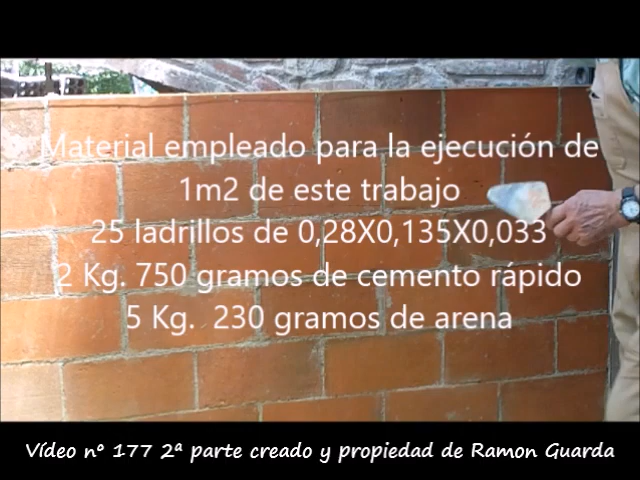 Material empleado para la ejecución de
1m2 de este trabajo
25 ladrillos de 0,28X0,135X0,033
2 Kg. 750 gramos de cemento rápido
5 Kg.  230 gramos de arena
Vídeo nº 177 2ª parte creado y propiedad de Ramon Guarda